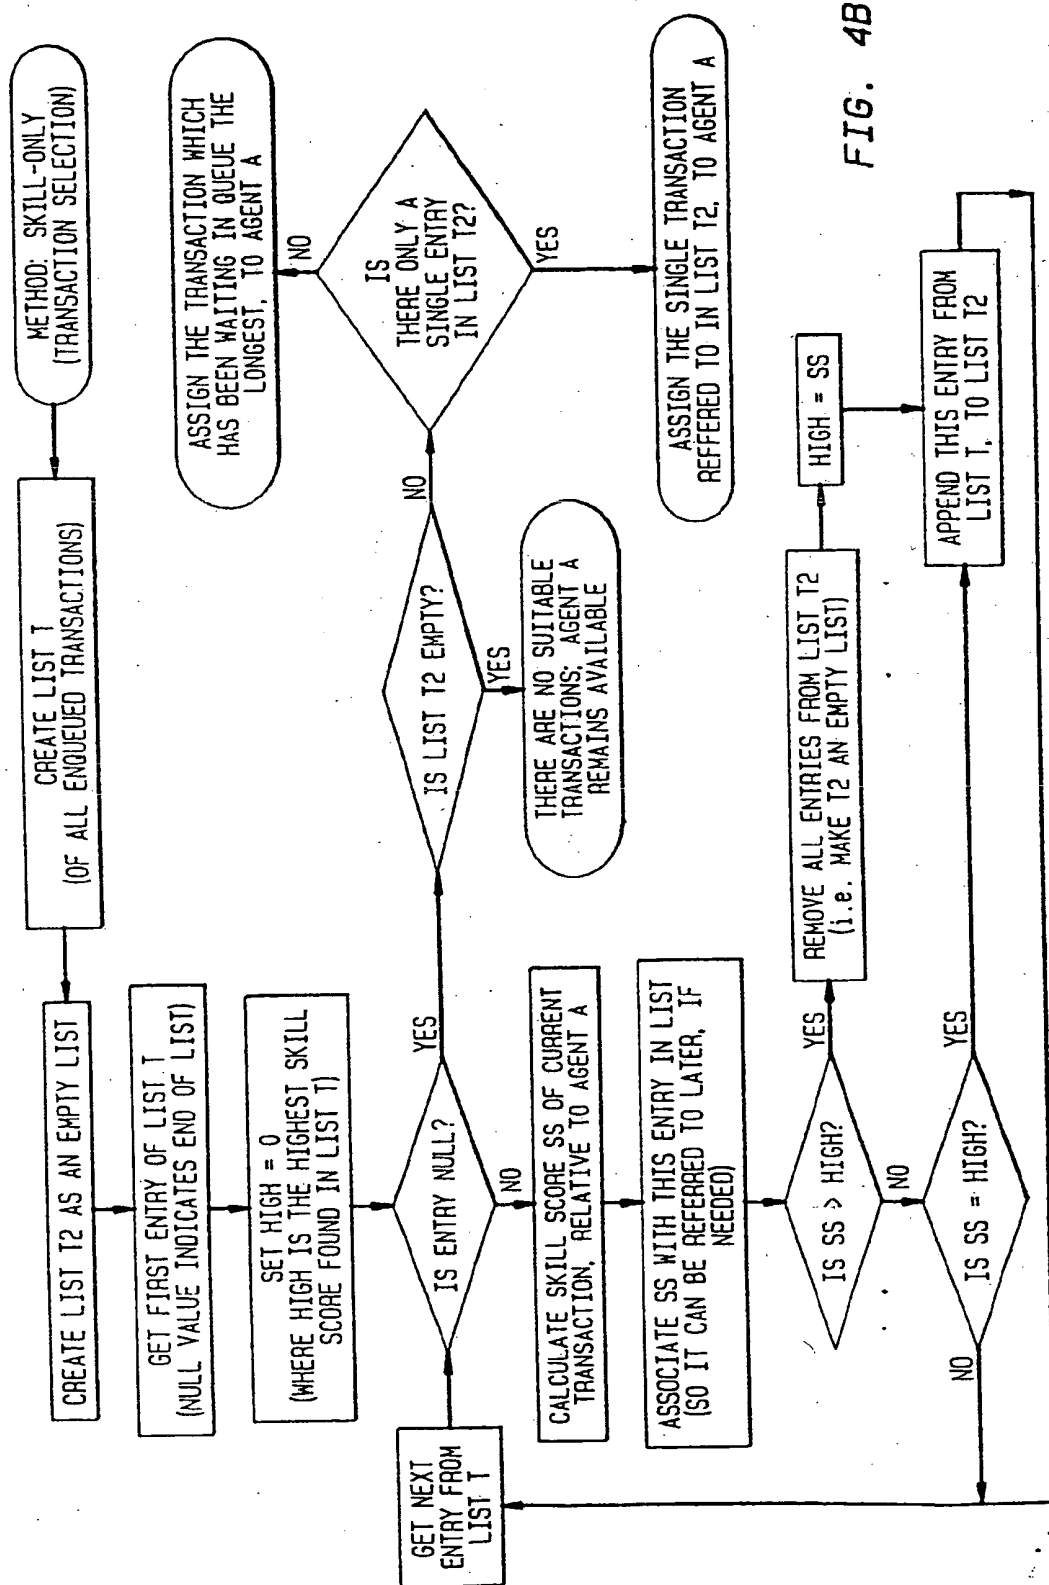 METHOD: SKILL-ONLY
(TRANSACTION SELECTION)
CREATE LIST T
(OF ALL ENQUEUED TRANSACTIONS)
CREATE LIST T2 AS AN EMPTY LIST
GET FIRST ENTRY OF LIST T
(NULL VALUE INDICATES END OF LIST)
SET HIGH = 0
(WHERE HIGH IS THE HIGHEST SKILL
SCORE FOUND IN LIST T)
GET NEXT
ENTRY FROM
LIST T
IS ENTRY NULL?
YES
NO
IS LIST T2 EMPTY?
NO
YES
THERE ARE NO SUITABLE
TRANSACTIONS; AGENT A
REMAINS AVAILABLE
IS
THERE ONLY A
SINGLE ENTRY
IN LIST T2?
NO
YES
ASSIGN THE TRANSACTION WHICH
HAS BEEN WAITING IN QUEUE THE
LONGEST, TO AGENT A
ASSIGN THE SINGLE TRANSACTION
REFFERED TO IN LIST T2, TO AGENT A
CALCULATE SKILL SCORE SS OF CURRENT
TRANSACTION, RELATIVE TO AGENT A
ASSOCIATE SS WITH THIS ENTRY IN LIST
(SO IT CAN BE REFERRED TO LATER, IF
NEEDED)
IS SS > HIGH?
YES
NO
REMOVE ALL ENTRIES FROM LIST T2
(i.e. MAKE T2 AN EMPTY LIST)
HIGH = SS
IS SS = HIGH?
YES
NO
APPEND THIS ENTRY FROM
LIST T, TO LIST T2
FIG. 4B